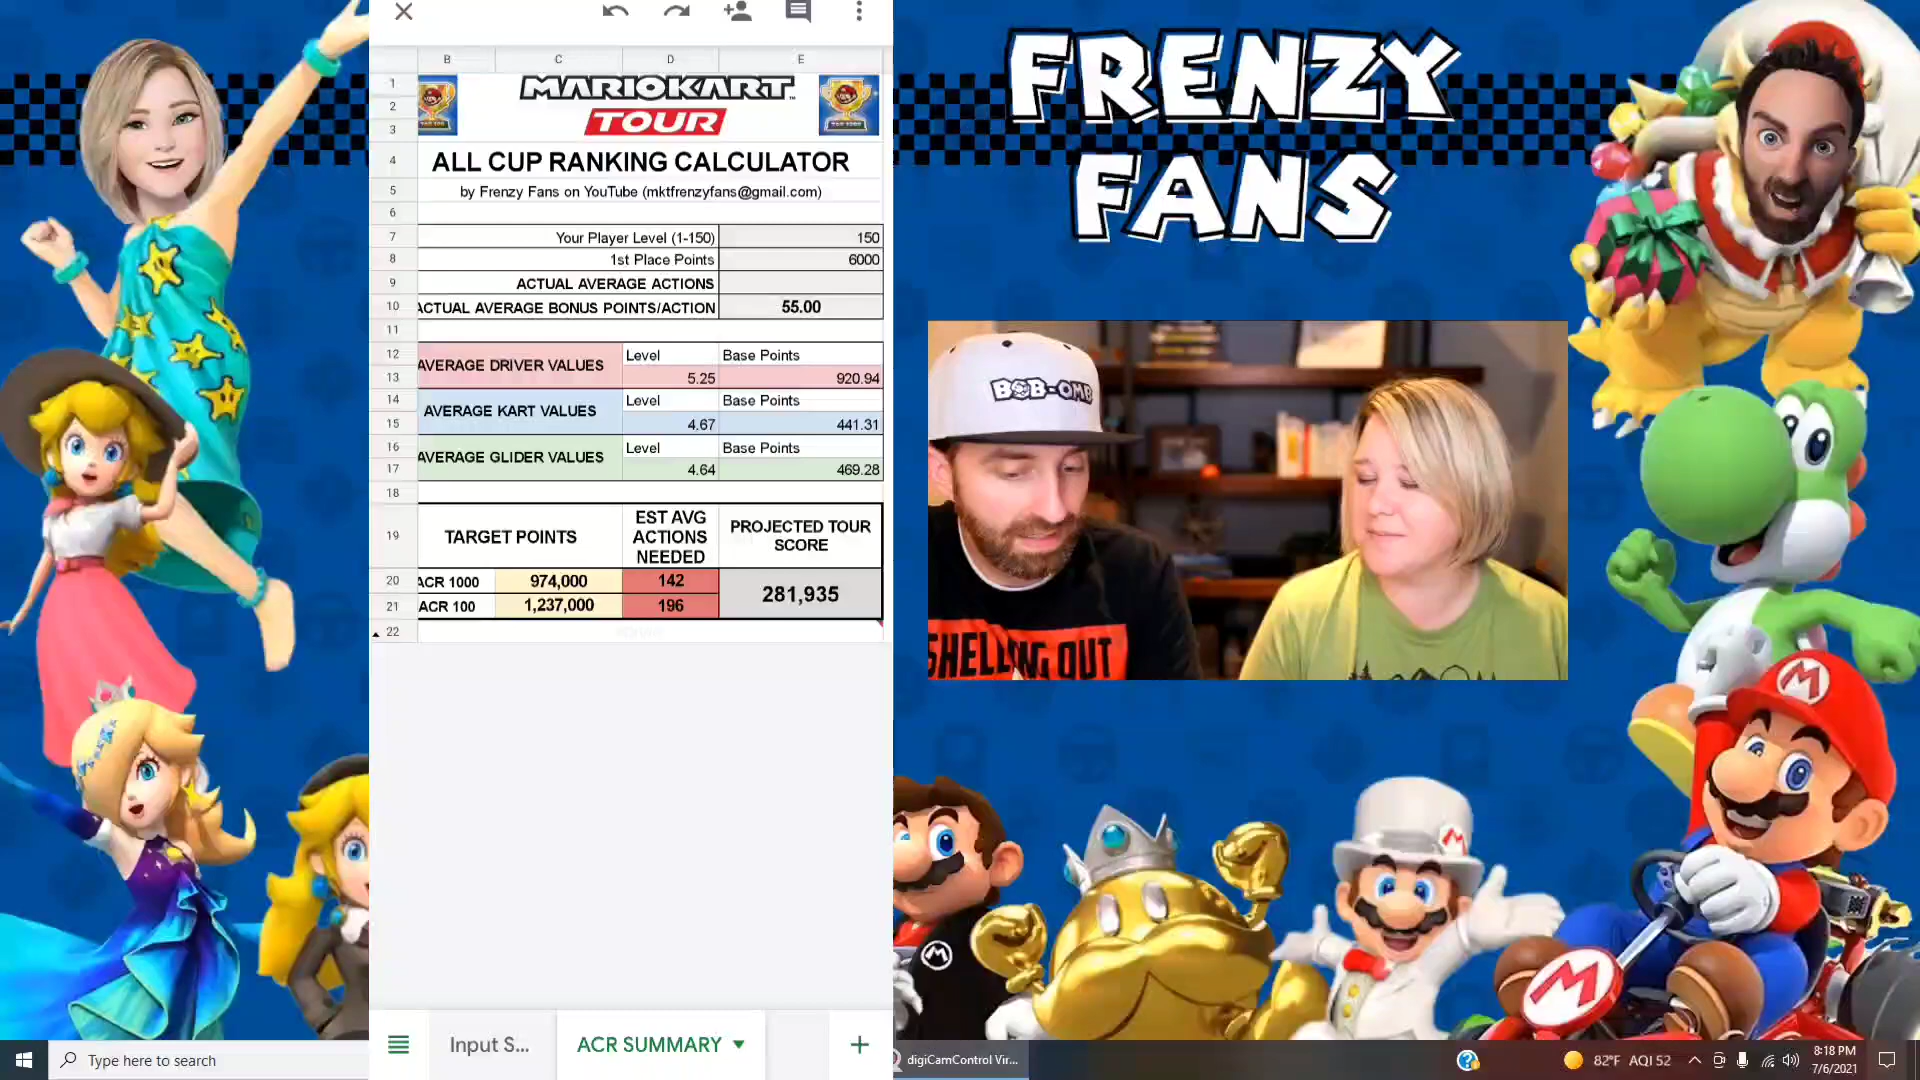 B C D E
1
2
3
MARIOKART
TOUR
FRENZY
FANS
4 ALL CUP RANKING CALCULATOR
5 by Frenzy Fans on YouTube (mktfrenzyfans@gmail.com)
6
7 Your Player Level (1-150) 150
8 1st Place Points 6000
9 ACTUAL AVERAGE ACTIONS
10 ACTUAL AVERAGE BONUS POINTS/ACTION 55.00
11
12 AVERAGE DRIVER VALUES Level Base Points
13 5.25 920.94
14 AVERAGE KART VALUES Level Base Points
15 4.67 441.31
16 AVERAGE GLIDER VALUES Level Base Points
17 4.64 469.28
18
19 TARGET POINTS EST AVG ACTIONS NEEDED PROJECTED TOUR SCORE
20 ACR 1000 974,000 142 281,935
21 ACR 100 1,237,000 196
22
BOB-OMB
SHELLING OUT
Input S...
ACR SUMMARY
Type here to search
digiCamControl Vir...
82°F AQI 52
8:18 PM
7/6/2021